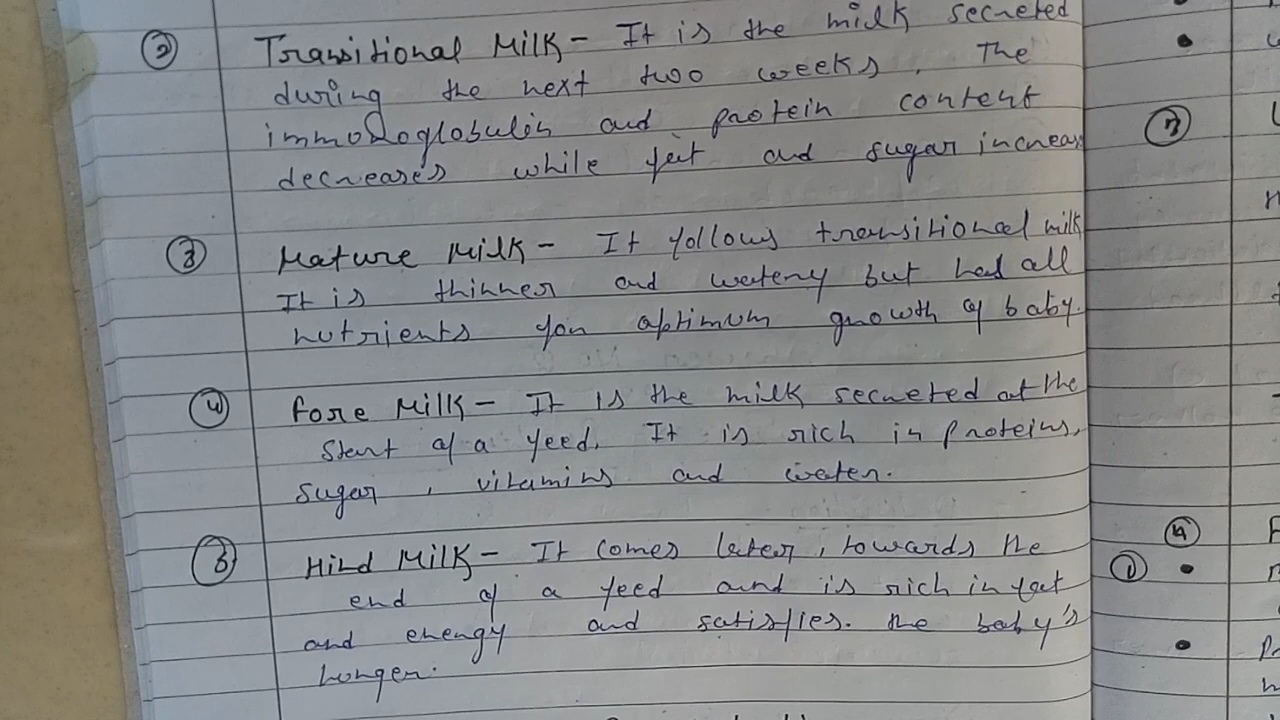 ② Transitional Milk - It is the milk secreted
during the next two weeks. The
immunoglobulin and protein content
decreases while fat and sugar increas
③ Mature Milk - It follows transitional milk
It is thinner and watery but had all
nutrients for optimum growth of baby.
④ Fore Milk - It is the milk secreted at the
start of a feed. It is rich in proteins,
sugar, vitamins and water.
⑤ Hind Milk - It comes later, towards the
end of a feed and is rich in fat
and energy and satisfies. the baby's
hunger.